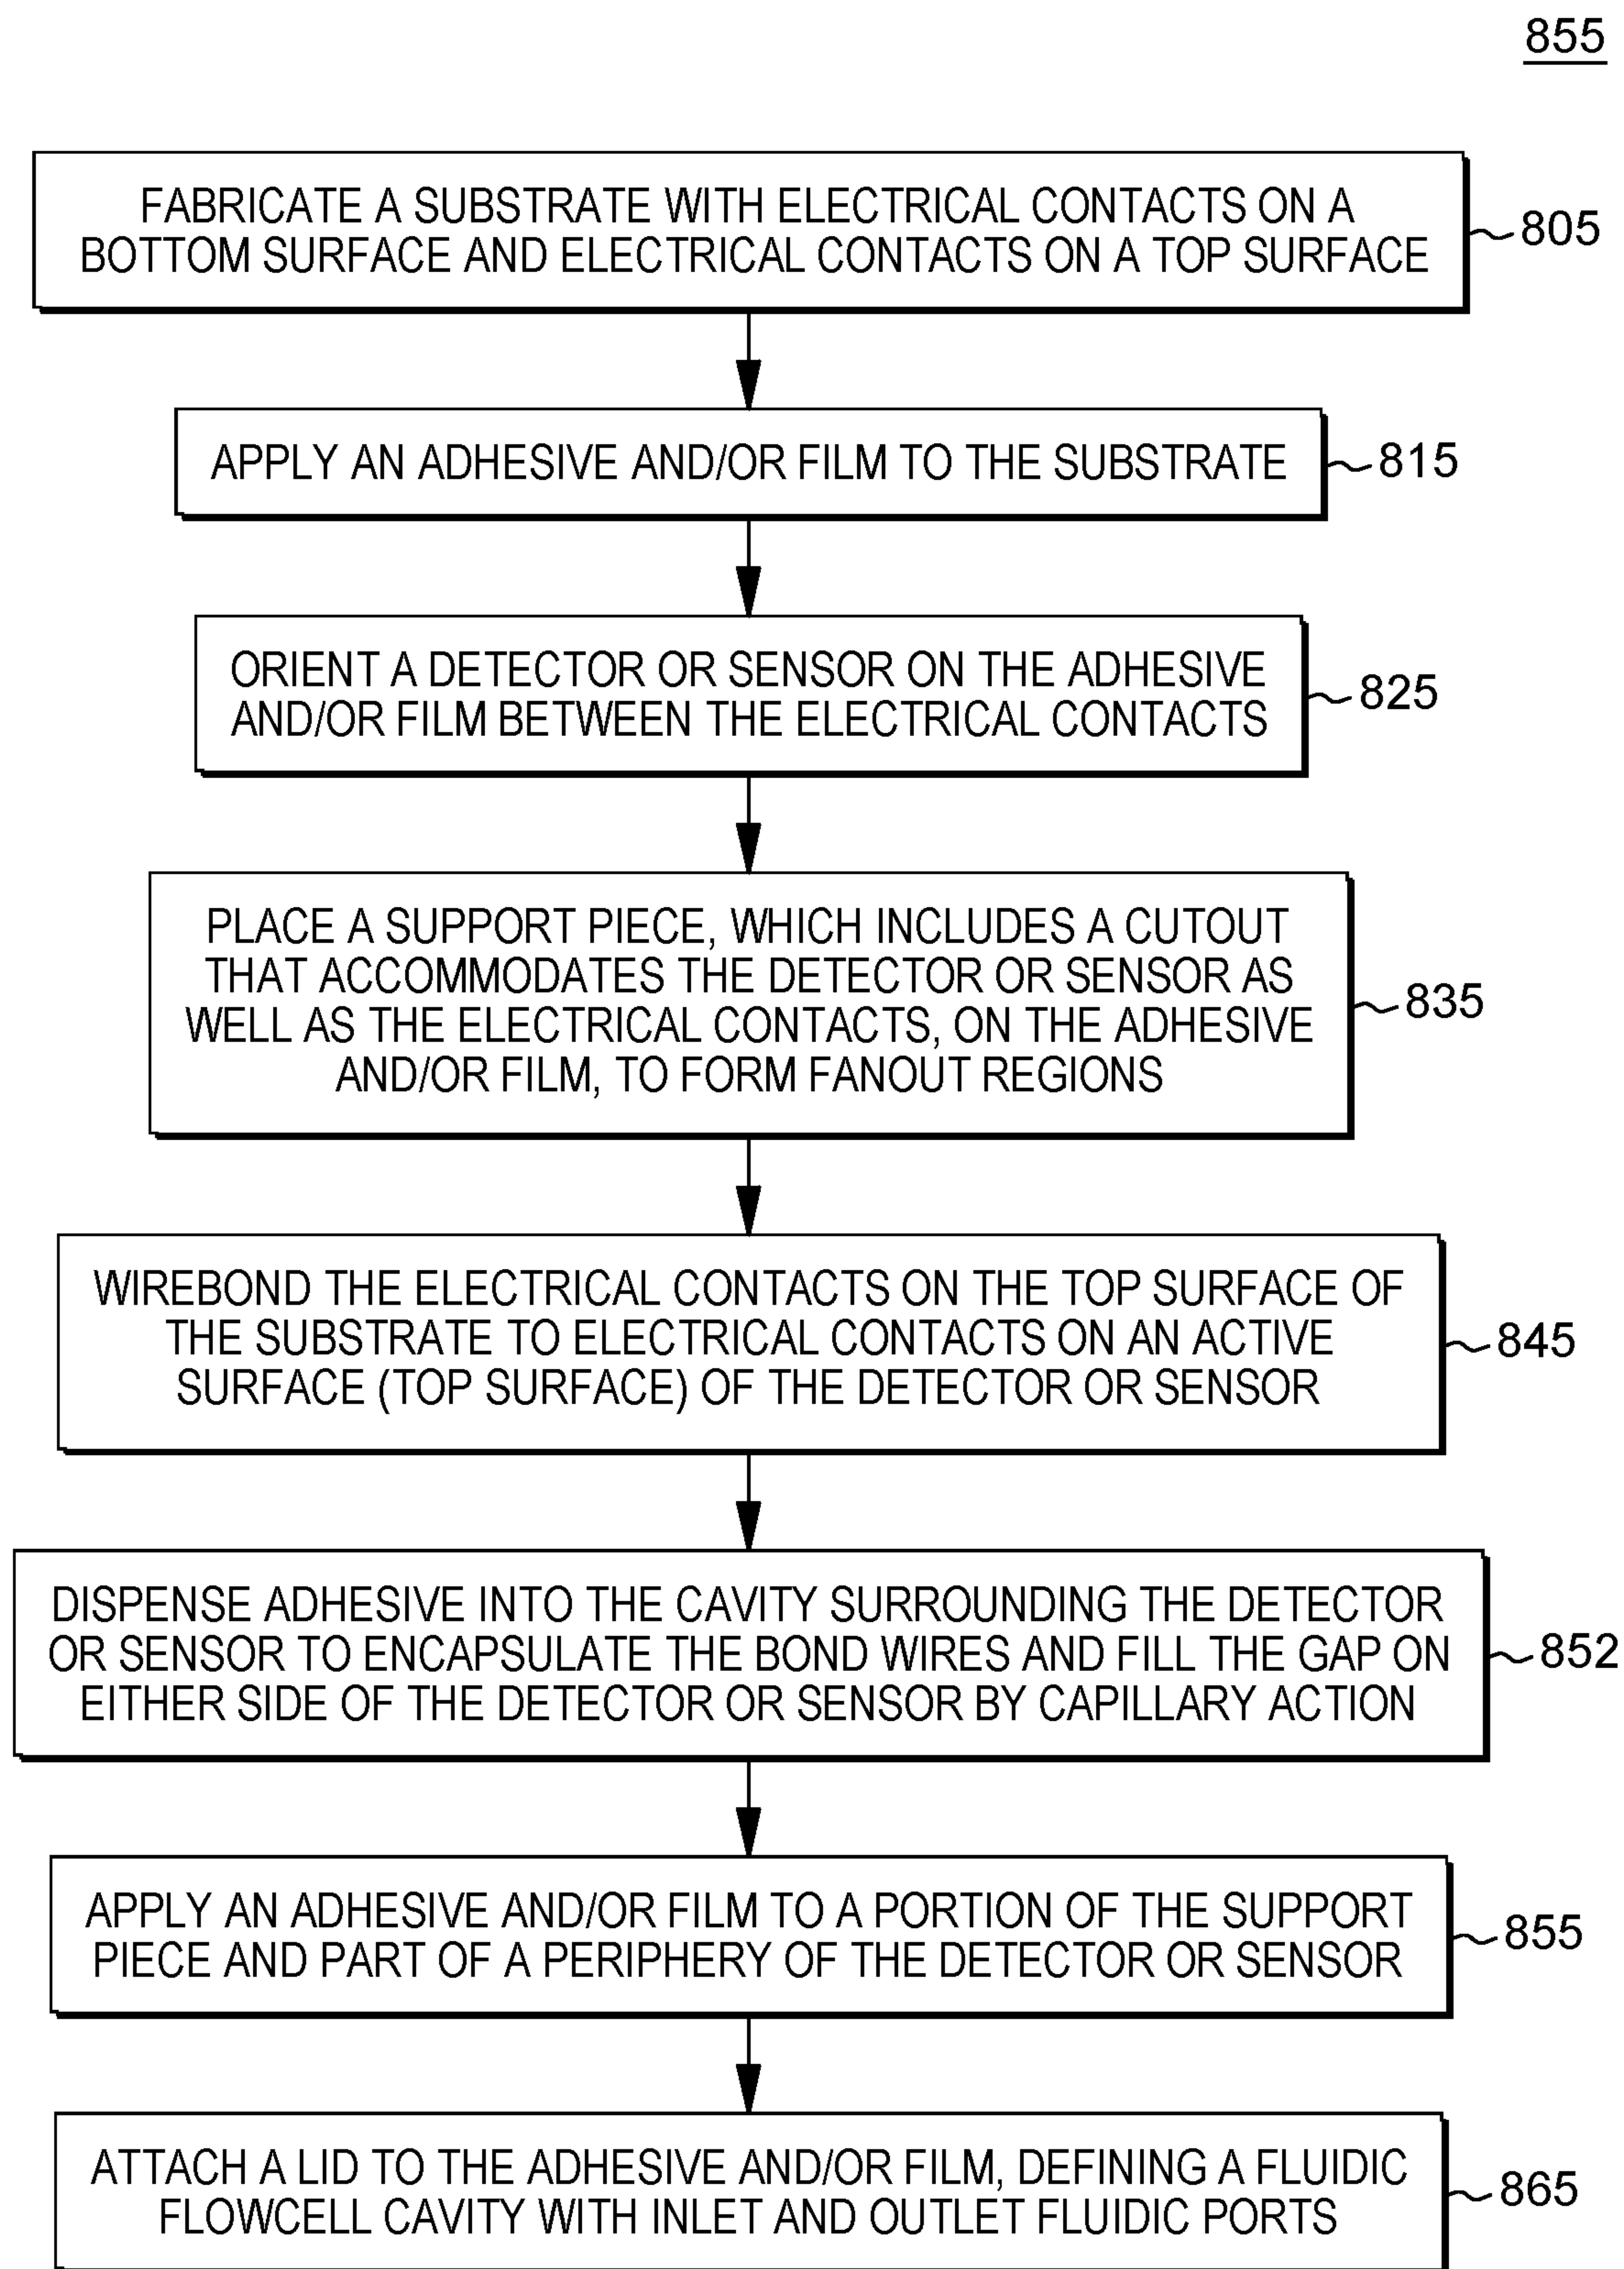 855
FABRICATE A SUBSTRATE WITH ELECTRICAL CONTACTS ON A
BOTTOM SURFACE AND ELECTRICAL CONTACTS ON A TOP SURFACE
805
APPLY AN ADHESIVE AND/OR FILM TO THE SUBSTRATE
815
ORIENT A DETECTOR OR SENSOR ON THE ADHESIVE
AND/OR FILM BETWEEN THE ELECTRICAL CONTACTS
825
PLACE A SUPPORT PIECE, WHICH INCLUDES A CUTOUT
THAT ACCOMMODATES THE DETECTOR OR SENSOR AS
WELL AS THE ELECTRICAL CONTACTS, ON THE ADHESIVE
AND/OR FILM, TO FORM FANOUT REGIONS
835
WIREBOND THE ELECTRICAL CONTACTS ON THE TOP SURFACE OF
THE SUBSTRATE TO ELECTRICAL CONTACTS ON AN ACTIVE
SURFACE (TOP SURFACE) OF THE DETECTOR OR SENSOR
845
DISPENSE ADHESIVE INTO THE CAVITY SURROUNDING THE DETECTOR
OR SENSOR TO ENCAPSULATE THE BOND WIRES AND FILL THE GAP ON
EITHER SIDE OF THE DETECTOR OR SENSOR BY CAPILLARY ACTION
852
APPLY AN ADHESIVE AND/OR FILM TO A PORTION OF THE SUPPORT
PIECE AND PART OF A PERIPHERY OF THE DETECTOR OR SENSOR
855
ATTACH A LID TO THE ADHESIVE AND/OR FILM, DEFINING A FLUIDIC
FLOWCELL CAVITY WITH INLET AND OUTLET FLUIDIC PORTS
865